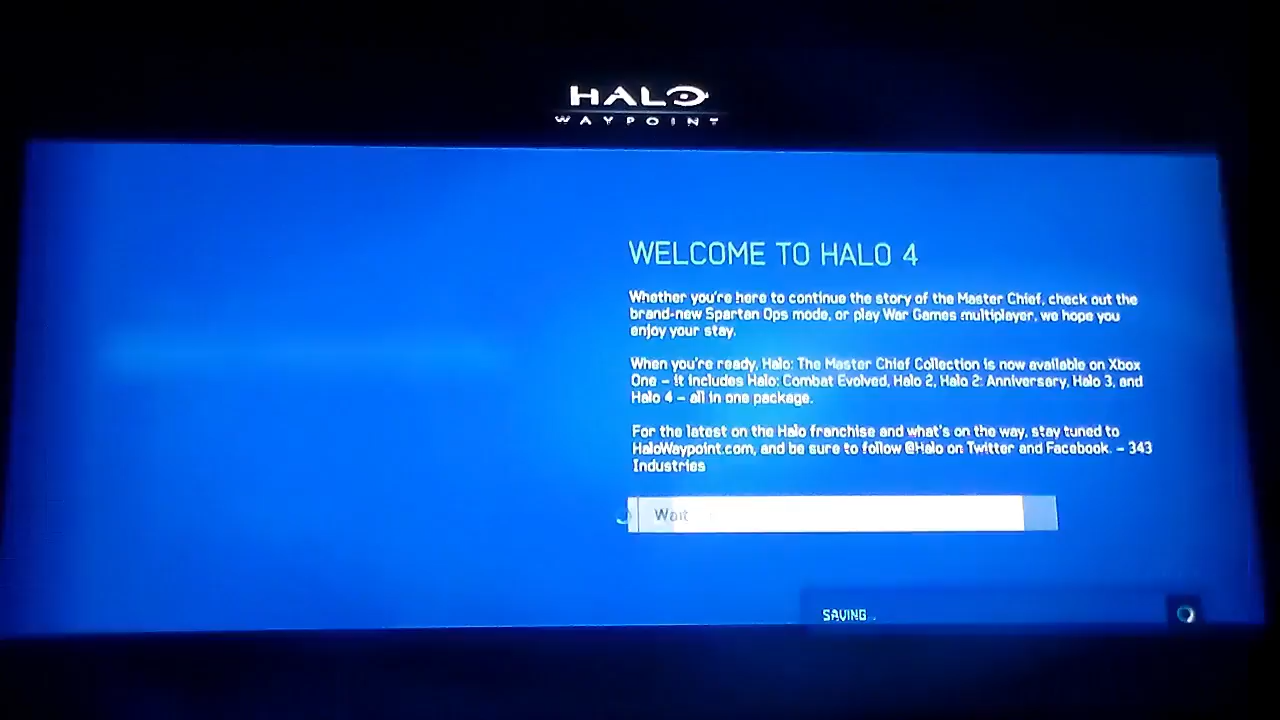 HALO
WAYPOINT
WELCOME TO HALO 4
Whether you're here to continue the story of the Master Chief, check out the
brand-new Spartan Ops mode, or play War Games multiplayer, we hope you
enjoy your stay.
When you're ready, Halo: The Master Chief Collection is now available on Xbox
One – it includes Halo: Combat Evolved, Halo 2, Halo 2: Anniversary, Halo 3, and
Halo 4 – all in one package.
For the latest on the Halo franchise and what's on the way, stay tuned to
HaloWaypoint.com, and be sure to follow @Halo on Twitter and Facebook. – 343
Industries
Wait
SAVING..